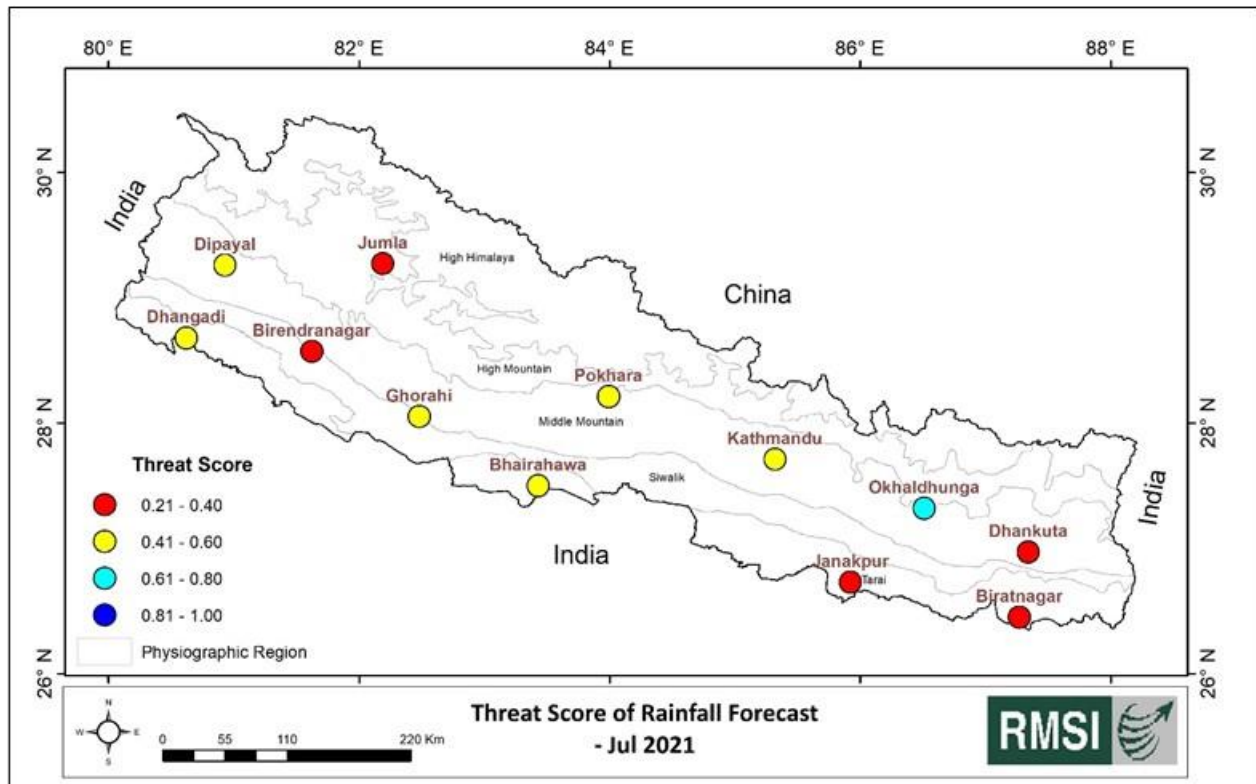 80° E 82° E 84° E 86° E 88° E
30° N
30° N
India
Dipayal
Jumla
High Himalaya
China
Dhangadi
Birendranagar
High Mountain
Pokhara
Ghorahi
28° N
28° N
Middle Mountain
Kathmandu
Bhairahawa
Siwalik
Okhaldhunga
India
Dhankuta
India
Janakpur
Tarai
Biratnagar
Threat Score
0.21 - 0.40
0.41 - 0.60
0.61 - 0.80
0.81 - 1.00
Physiographic Region
26° N
26° N
N
W E
S
0 55 110 220 Km
Threat Score of Rainfall Forecast
- Jul 2021
RMSI